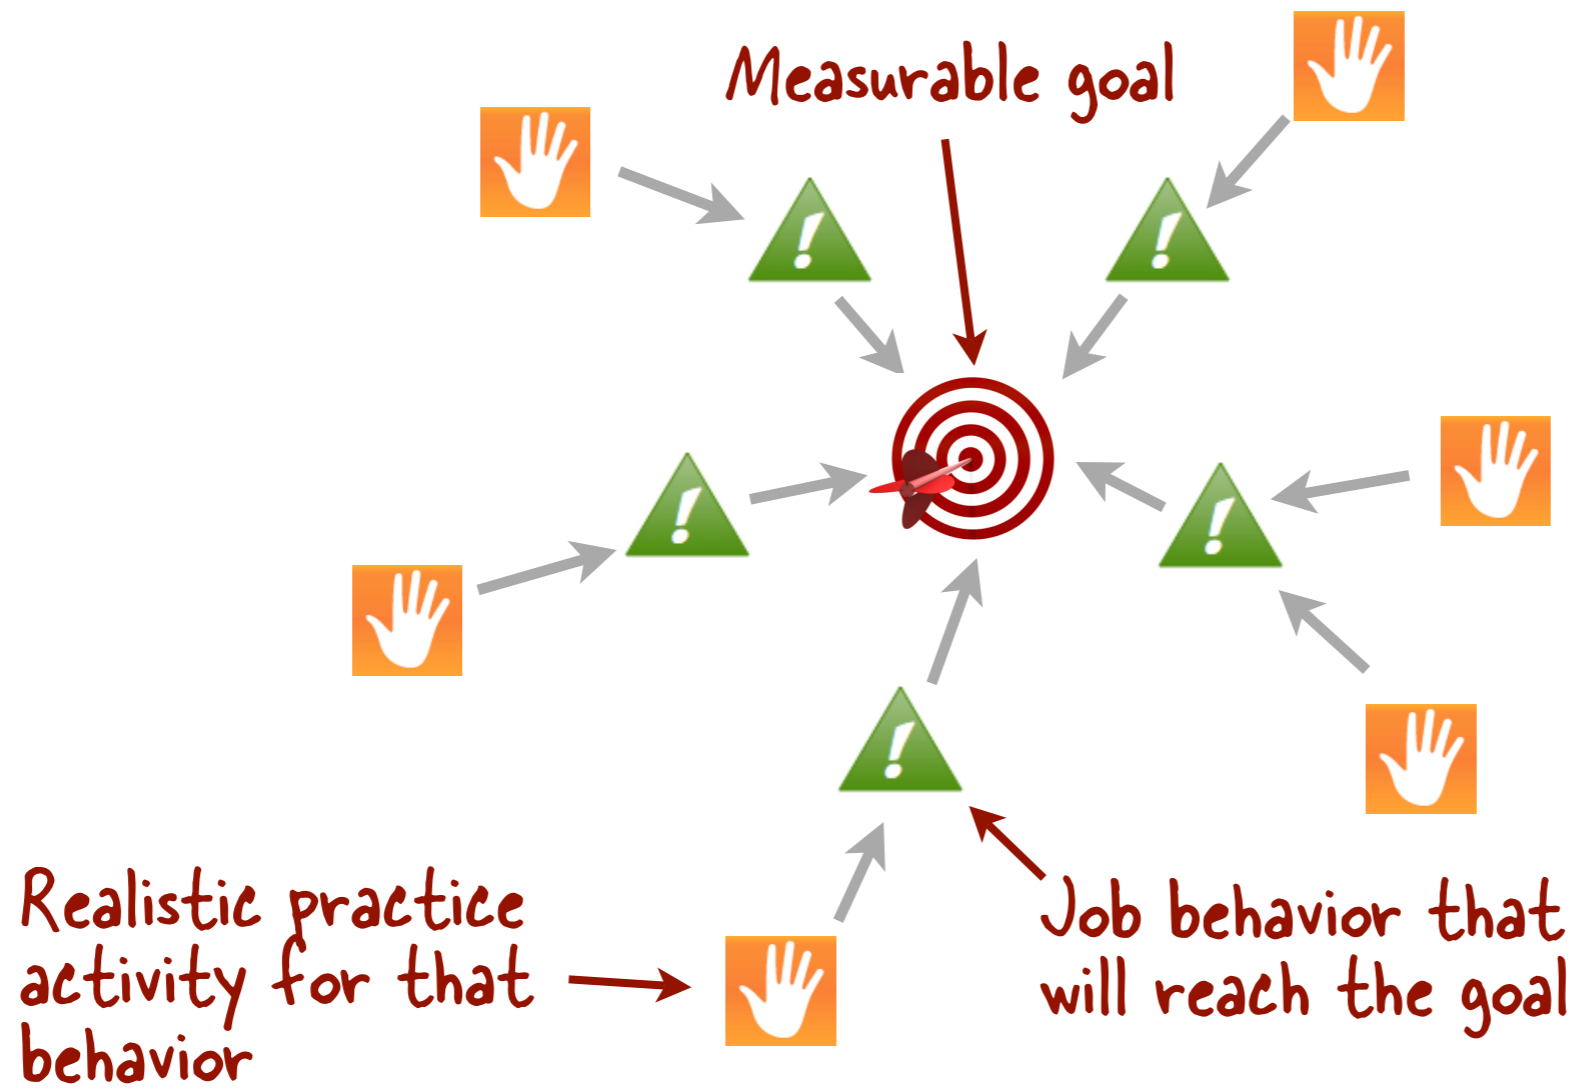 Measurable goal
Realistic practice
activity for that
behavior
Job behavior that
will reach the goal